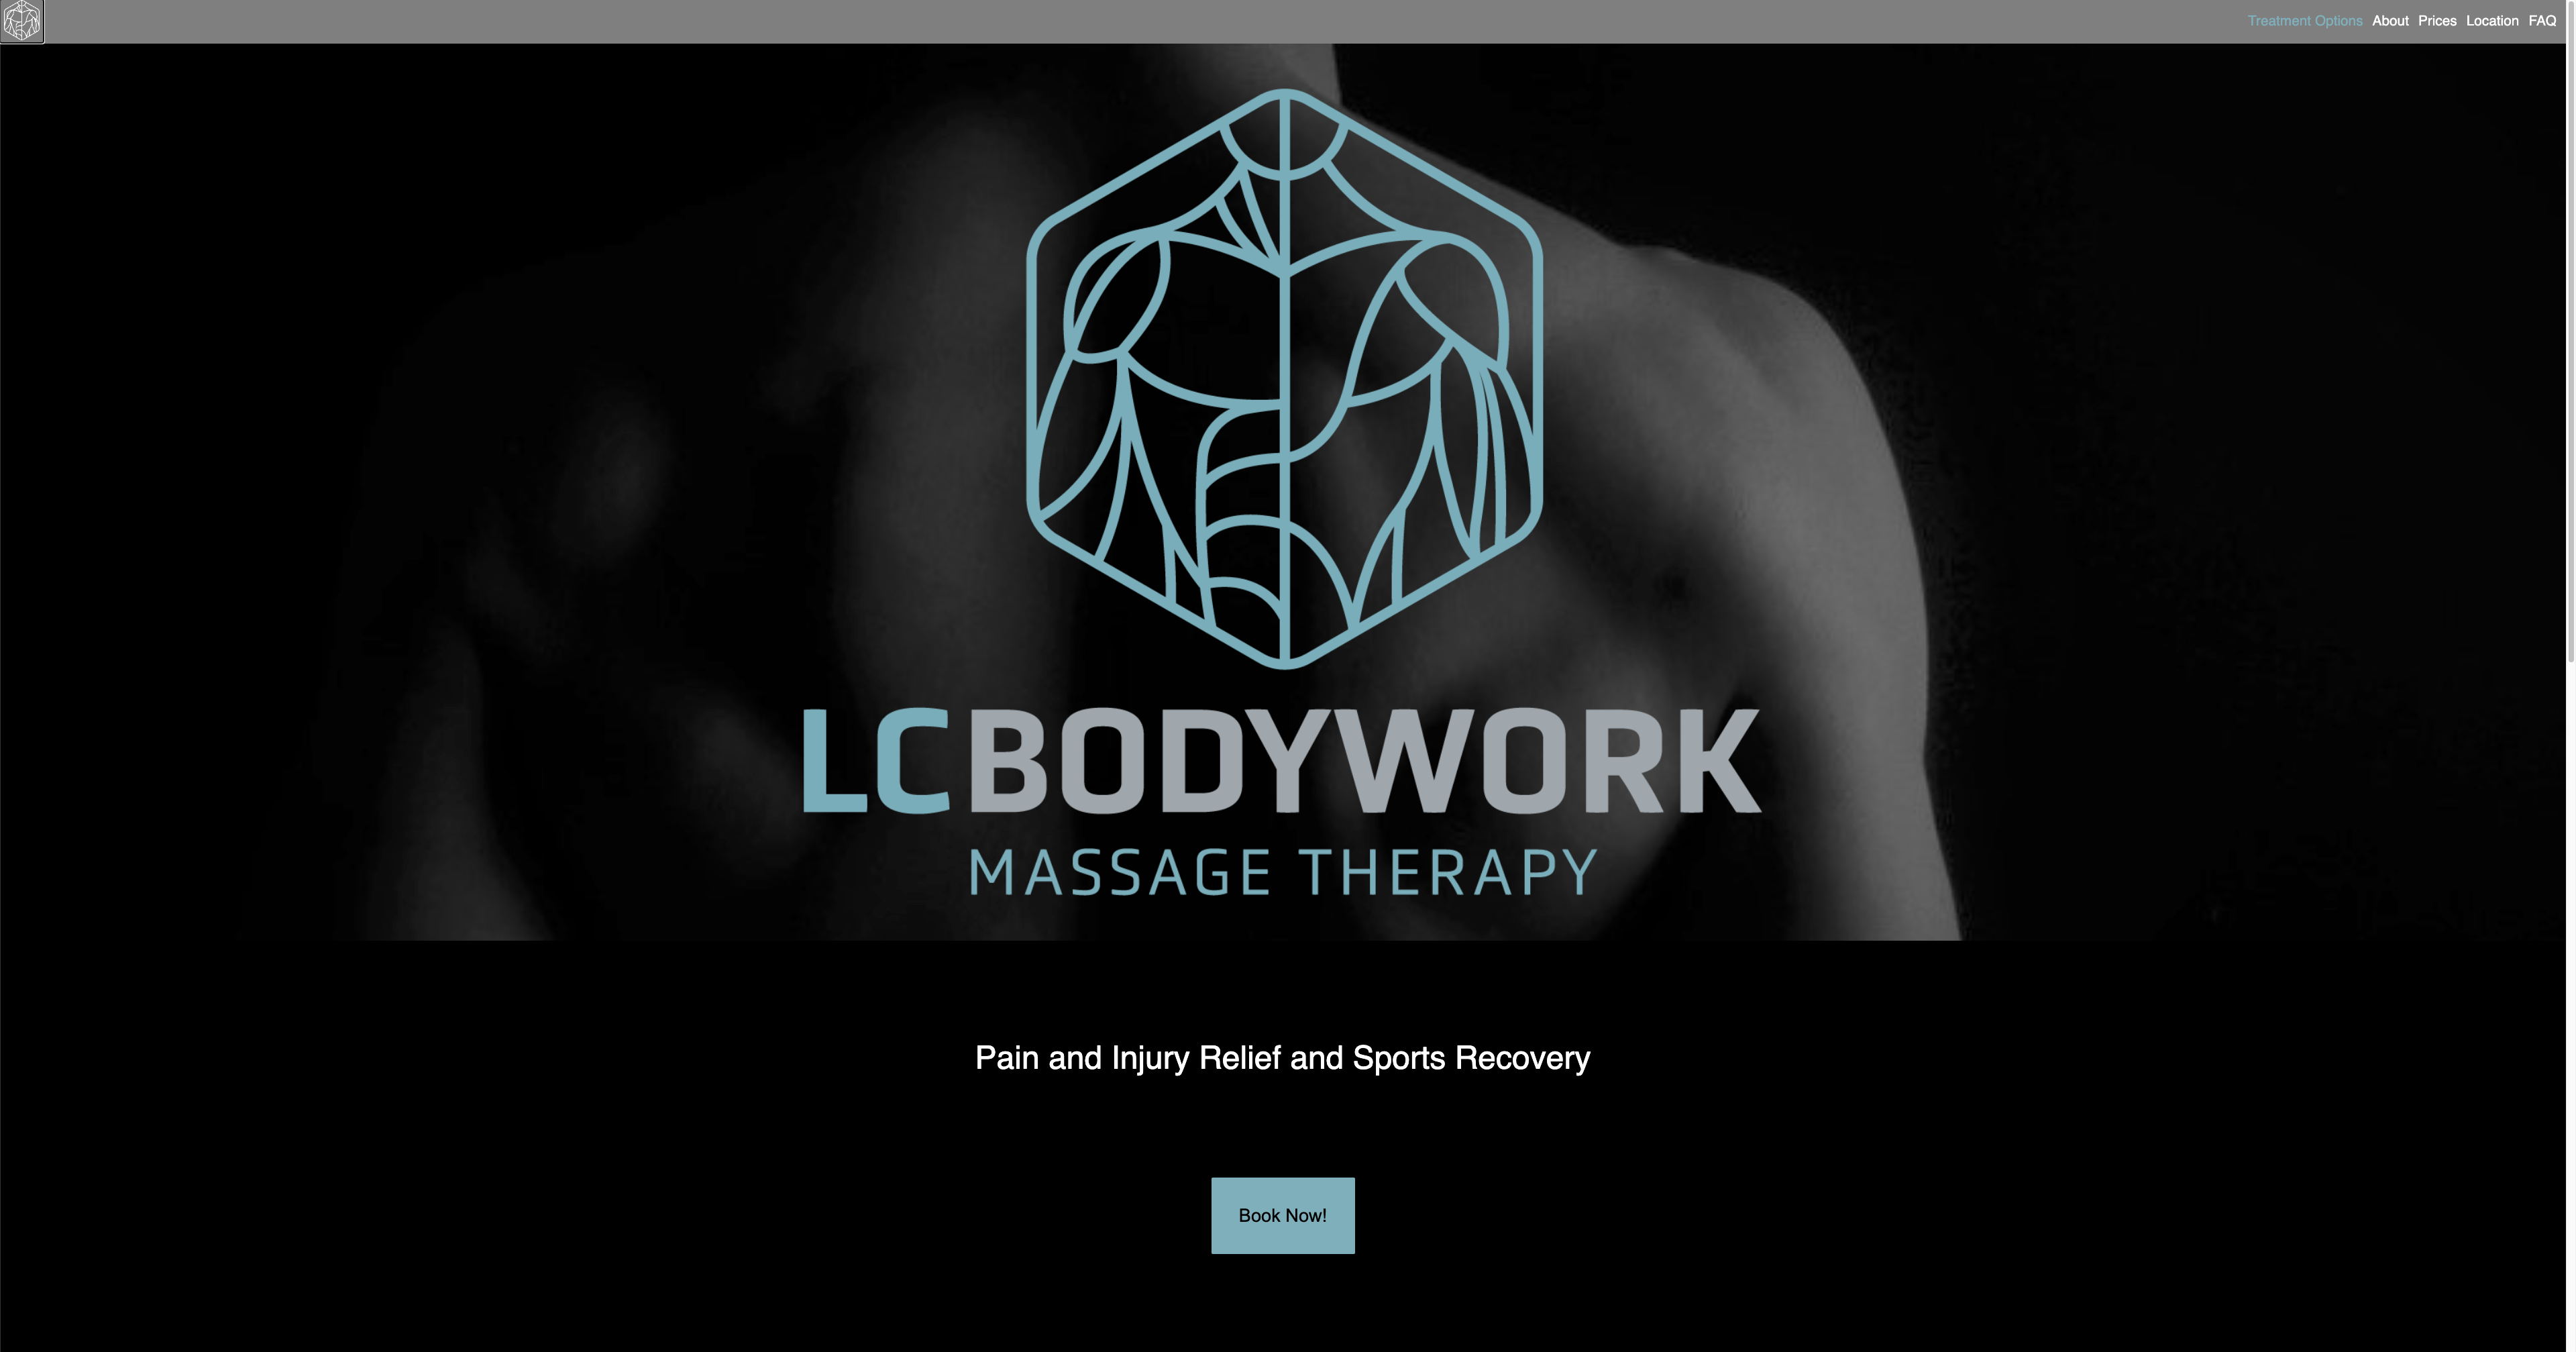 Treatment Options About Prices Location FAQ
LCBODYWORK
MASSAGE THERAPY
Pain and Injury Relief and Sports Recovery
Book Now!